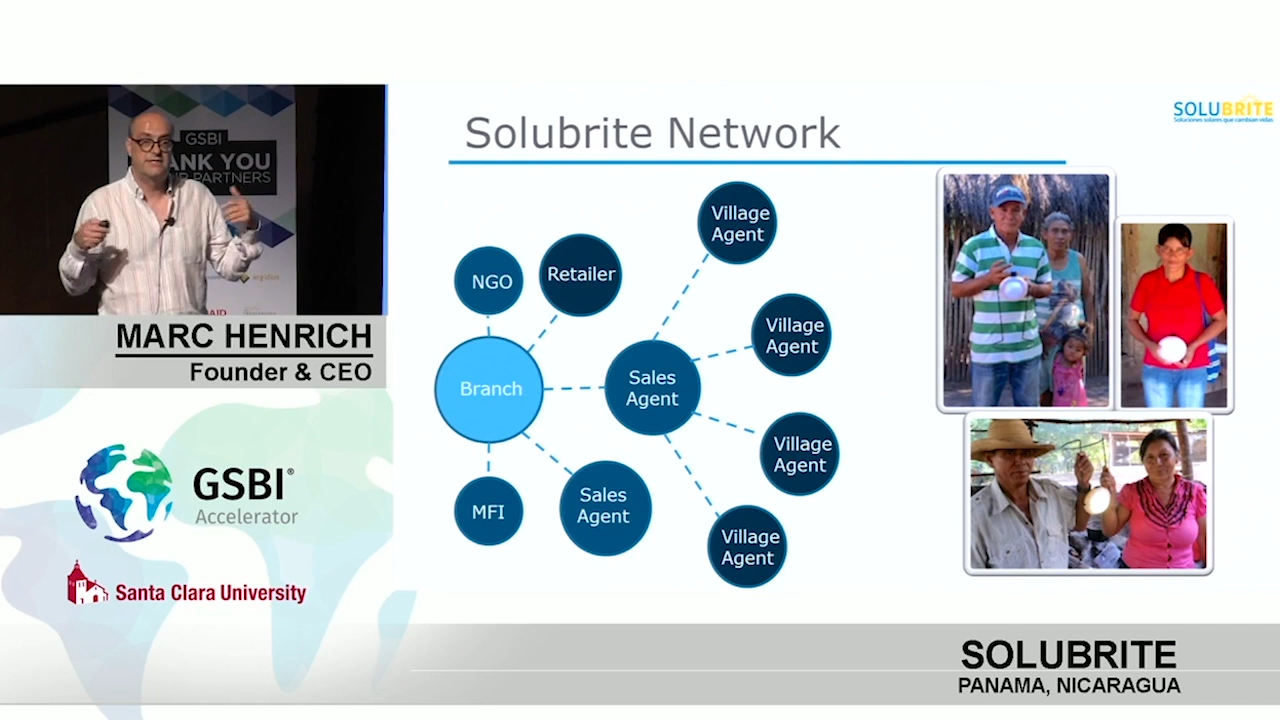 GSBI
ANK YOU
PARTNERS
MARC HENRICH
Founder & CEO
GSBI®
Accelerator
Santa Clara University
Solubrite Network
SOLUBRITE
Soluciones solares que cambian vidas
NGO
Retailer
Branch
MFI
Sales
Agent
Sales
Agent
Village
Agent
Village
Agent
Village
Agent
Village
Agent
SOLUBRITE
PANAMA, NICARAGUA